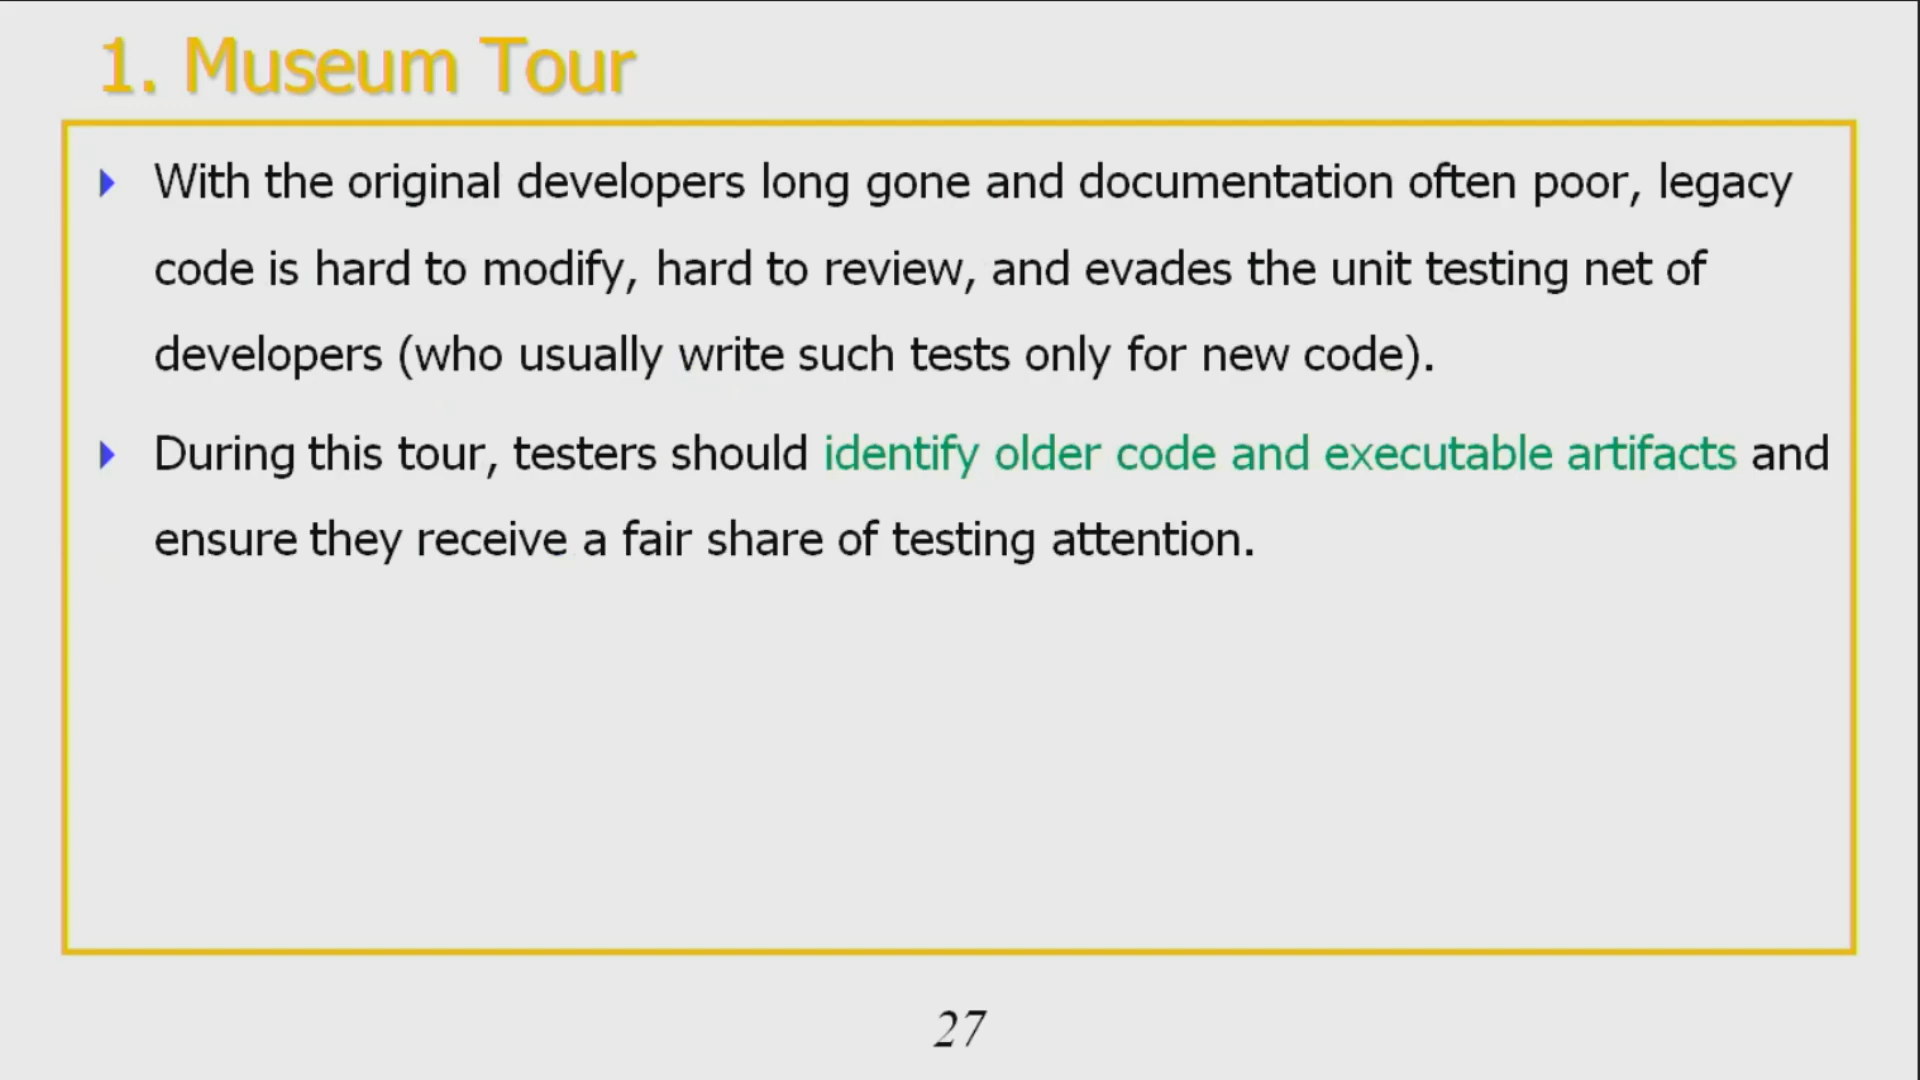 1. Museum Tour
With the original developers long gone and documentation often poor, legacy
code is hard to modify, hard to review, and evades the unit testing net of
developers (who usually write such tests only for new code).
During this tour, testers should identify older code and executable artifacts and
ensure they receive a fair share of testing attention.
27